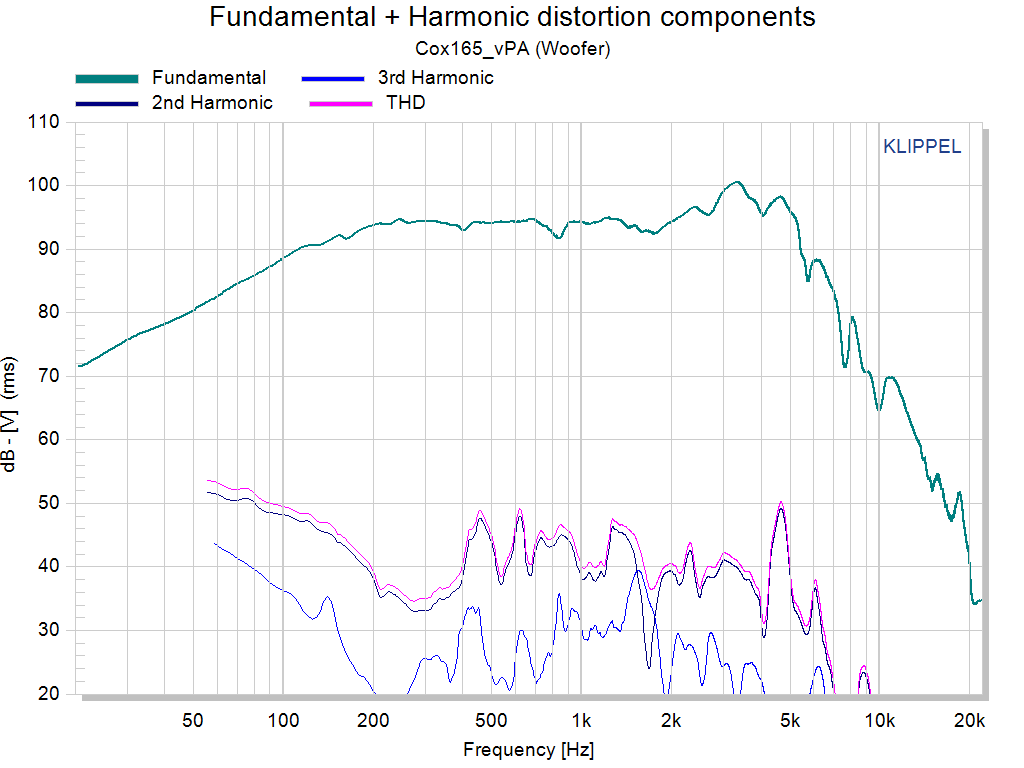 Fundamental + Harmonic distortion components
Cox165_vPA (Woofer)
Fundamental 3rd Harmonic
2nd Harmonic THD
KLIPPEL
110
100
90
80
70
60
50
40
30
20
dB - [V] (rms)
50 100 200 500 1k 2k 5k 10k 20k
Frequency [Hz]